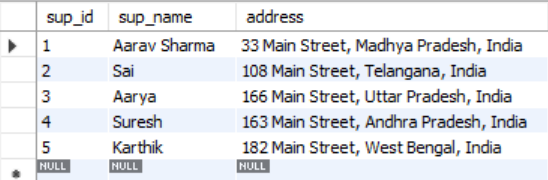 sup_id sup_name address
1 Aarav Sharma 33 Main Street, Madhya Pradesh, India
2 Sai 108 Main Street, Telangana, India
3 Aarya 166 Main Street, Uttar Pradesh, India
4 Suresh 163 Main Street, Andhra Pradesh, India
5 Karthik 182 Main Street, West Bengal, India
NULL NULL NULL